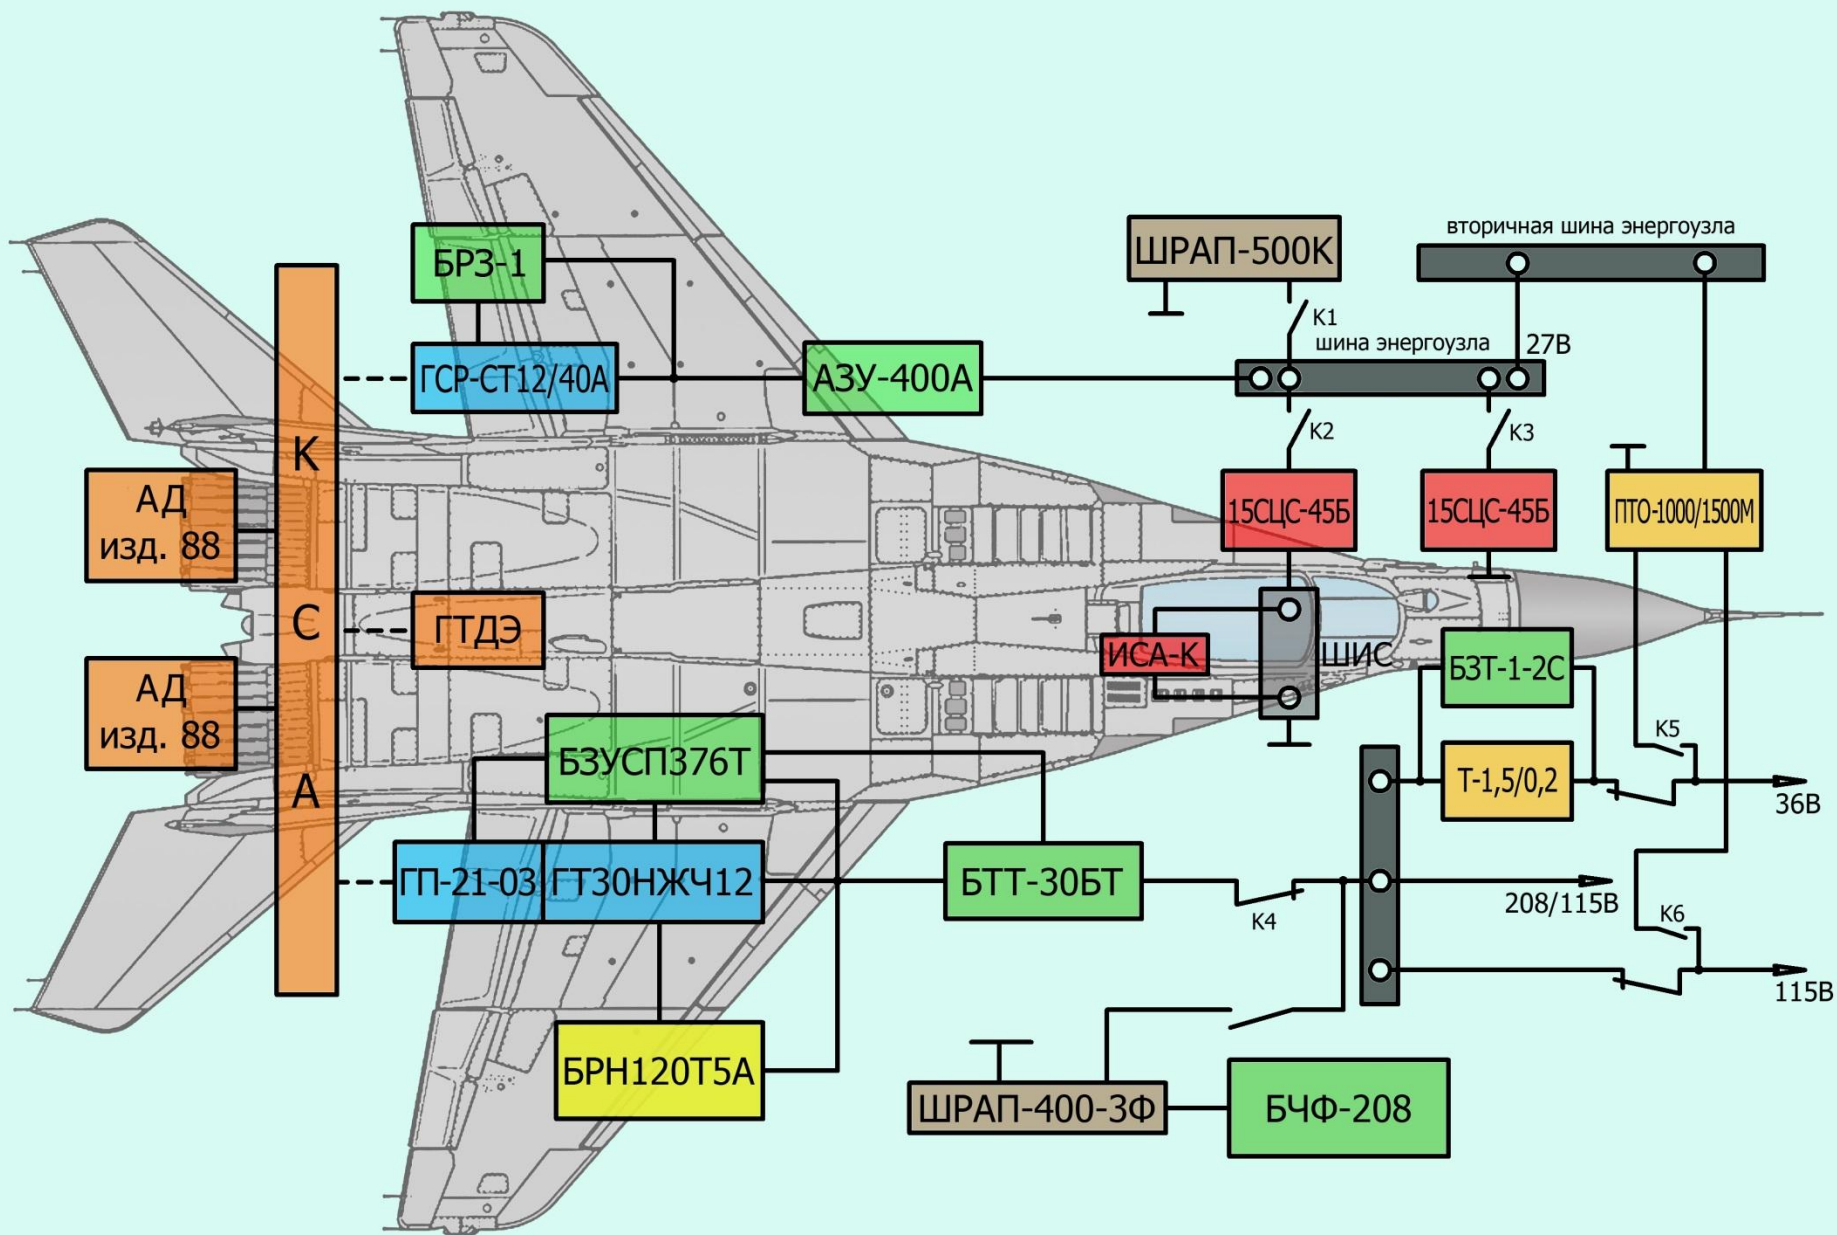 вторичная шина энергоузла
ШРАП-500К
БРЗ-1
К1
шина энергоузла
27В
ГСР-СТ12/40А
АЗУ-400А
К2
К3
К
С
А
АД
изд. 88
15СЦС-45Б
15СЦС-45Б
ПТО-1000/1500М
ГТДЭ
ИСА-К
ШИС
БЗТ-1-2С
АД
изд. 88
БЗУСП376Т
К5
Т-1,5/0,2
36В
ГП-21-03
ГТ30НЖЧ12
БТТ-30БТ
К4
208/115В
К6
115В
БРН120Т5А
ШРАП-400-3Ф
БЧФ-208